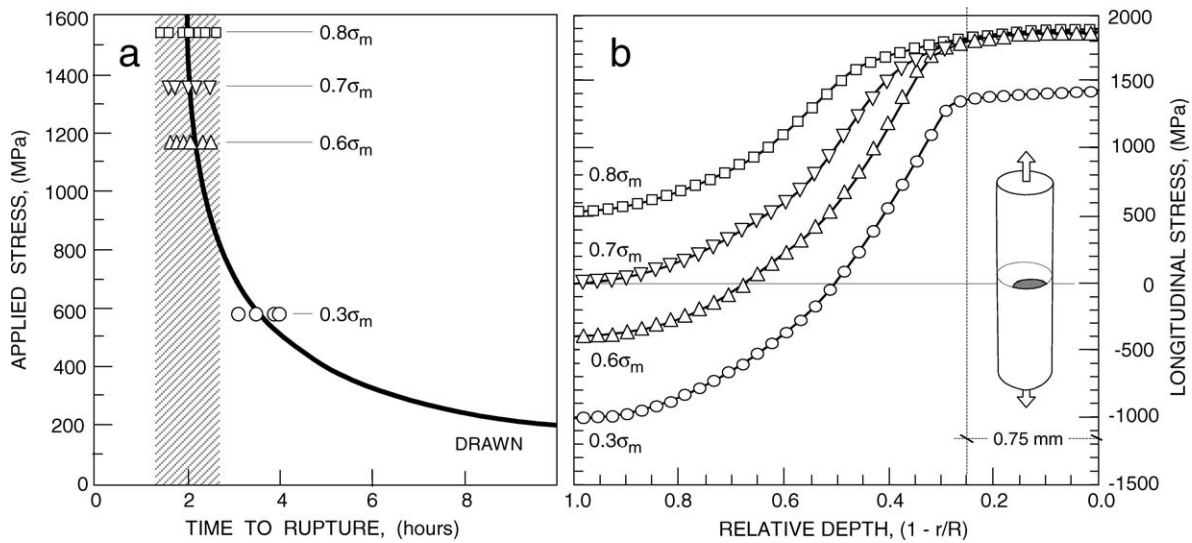 a
APPLIED STRESS, (MPa)
1600
1400
1200
1000
800
600
400
200
0
0.8σm
0.7σm
0.6σm
0.3σm
DRAWN
0 2 4 6 8
TIME TO RUPTURE, (hours)
b
0.8σm
0.7σm
0.6σm
0.3σm
0.75 mm
2000
1500
1000
500
0
-500
-1000
-1500
LONGITUDINAL STRESS, (MPa)
1.0 0.8 0.6 0.4 0.2 0.0
RELATIVE DEPTH, (1 - r/R)